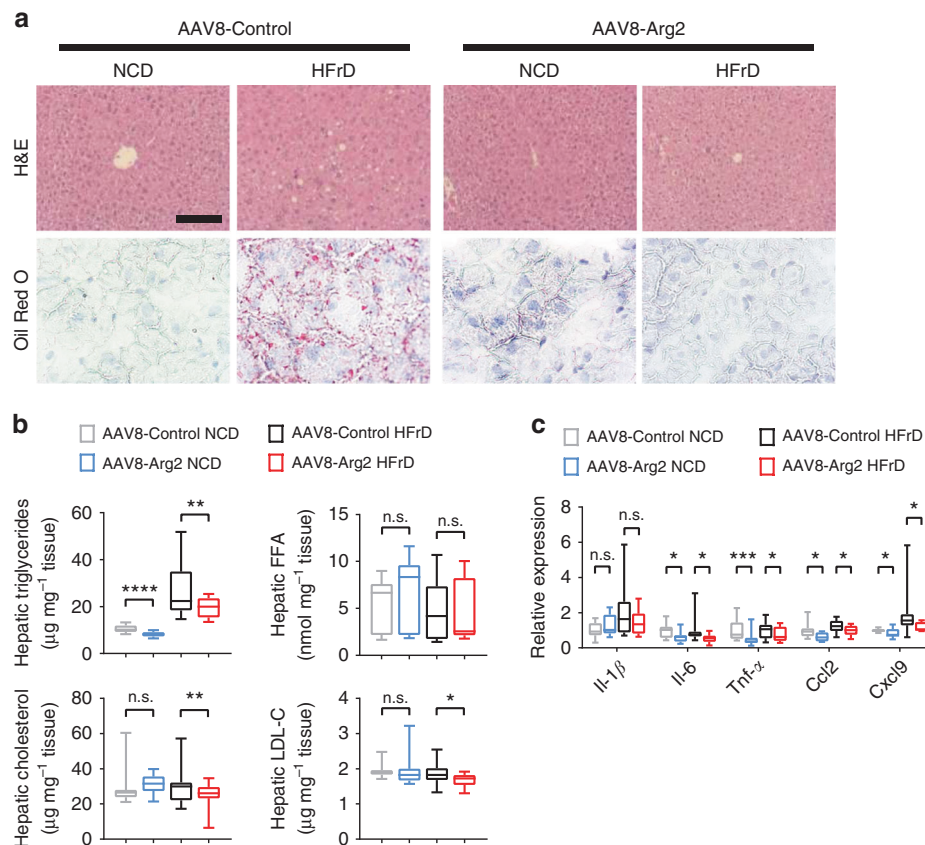 a
AAV8-Control
AAV8-Arg2
NCD
HFrD
NCD
HFrD
H&E
Oil Red O
b
AAV8-Control NCD
AAV8-Control HFrD
AAV8-Arg2 NCD
AAV8-Arg2 HFrD
Hepatic triglycerides
(μg mg⁻¹ tissue)
60
40
20
0
****
**
Hepatic FFA
(nmol mg⁻¹ tissue)
15
10
5
0
n.s.
n.s.
Hepatic cholesterol
(μg mg⁻¹ tissue)
80
60
40
20
0
n.s.
**
Hepatic LDL-C
(μg mg⁻¹ tissue)
4
3
2
1
0
n.s.
*
c
AAV8-Control NCD
AAV8-Control HFrD
AAV8-Arg2 NCD
AAV8-Arg2 HFrD
Relative expression
8
6
4
2
0
n.s.
n.s.
*
*
***
*
*
*
*
*
Il-1β
Il-6
Tnf-α
Ccl2
Cxcl9